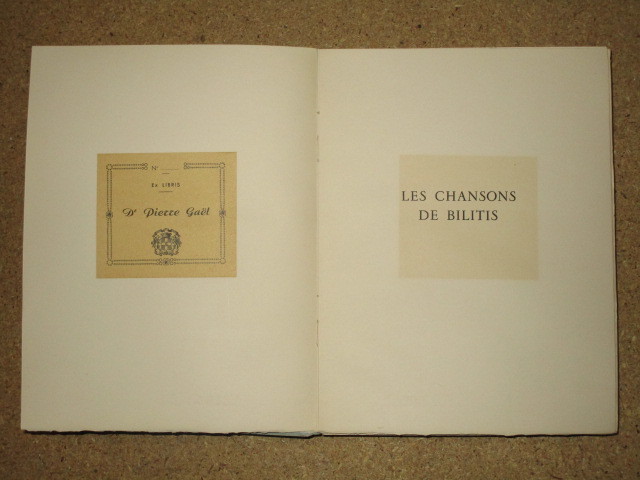 N°
Ex LIBRIS
Dr Pierre Gaël
LES CHANSONS
DE BILITIS